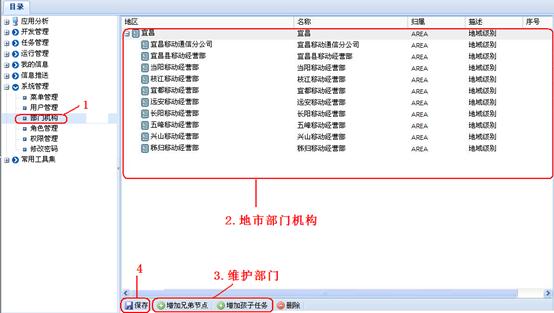 目录
应用分析
开发管理
任务管理
运行管理
我的信息
信息推送
系统管理
菜单管理
用户管理
部门机构
角色管理
权限管理
修改密码
常用工具集
1
地区 名称 归属 描述 序号
宜昌 宜昌 AREA 地域级别
宜昌移动通信分公司 宜昌移动通信分公司 AREA 地域级别
宜昌县移动经营部 宜昌县移动经营部 AREA 地域级别
当阳移动经营部 当阳移动经营部 AREA 地域级别
枝江移动经营部 枝江移动经营部 AREA 地域级别
宜都移动经营部 宜都移动经营部 AREA 地域级别
远安移动经营部 远安移动经营部 AREA 地域级别
长阳移动经营部 长阳移动经营部 AREA 地域级别
五峰移动经营部 五峰移动经营部 AREA 地域级别
兴山移动经营部 兴山移动经营部 AREA 地域级别
秭归移动经营部 秭归移动经营部 AREA 地域级别
2.地市部门机构
4 3.维护部门
保存 增加兄弟节点 增加孩子任务 删除